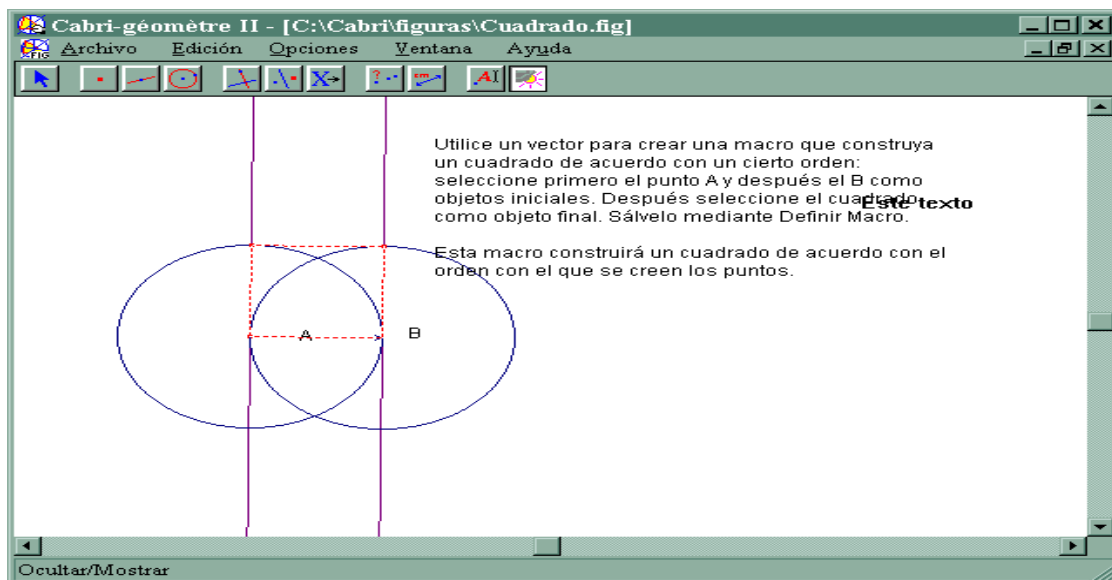 Cabri-géomètre II - [C:\Cabri\figuras\Cuadrado.fig]
Archivo Edición Opciones Ventana Ayuda
Utilice un vector para crear una macro que construya
un cuadrado de acuerdo con un cierto orden:
seleccione primero el punto A y después el B como
objetos iniciales. Después seleccione el cuadrado
Este texto
como objeto final. Sálvelo mediante Definir Macro.
Esta macro construirá un cuadrado de acuerdo con el
orden con el que se creen los puntos.
A B
Ocultar/Mostrar